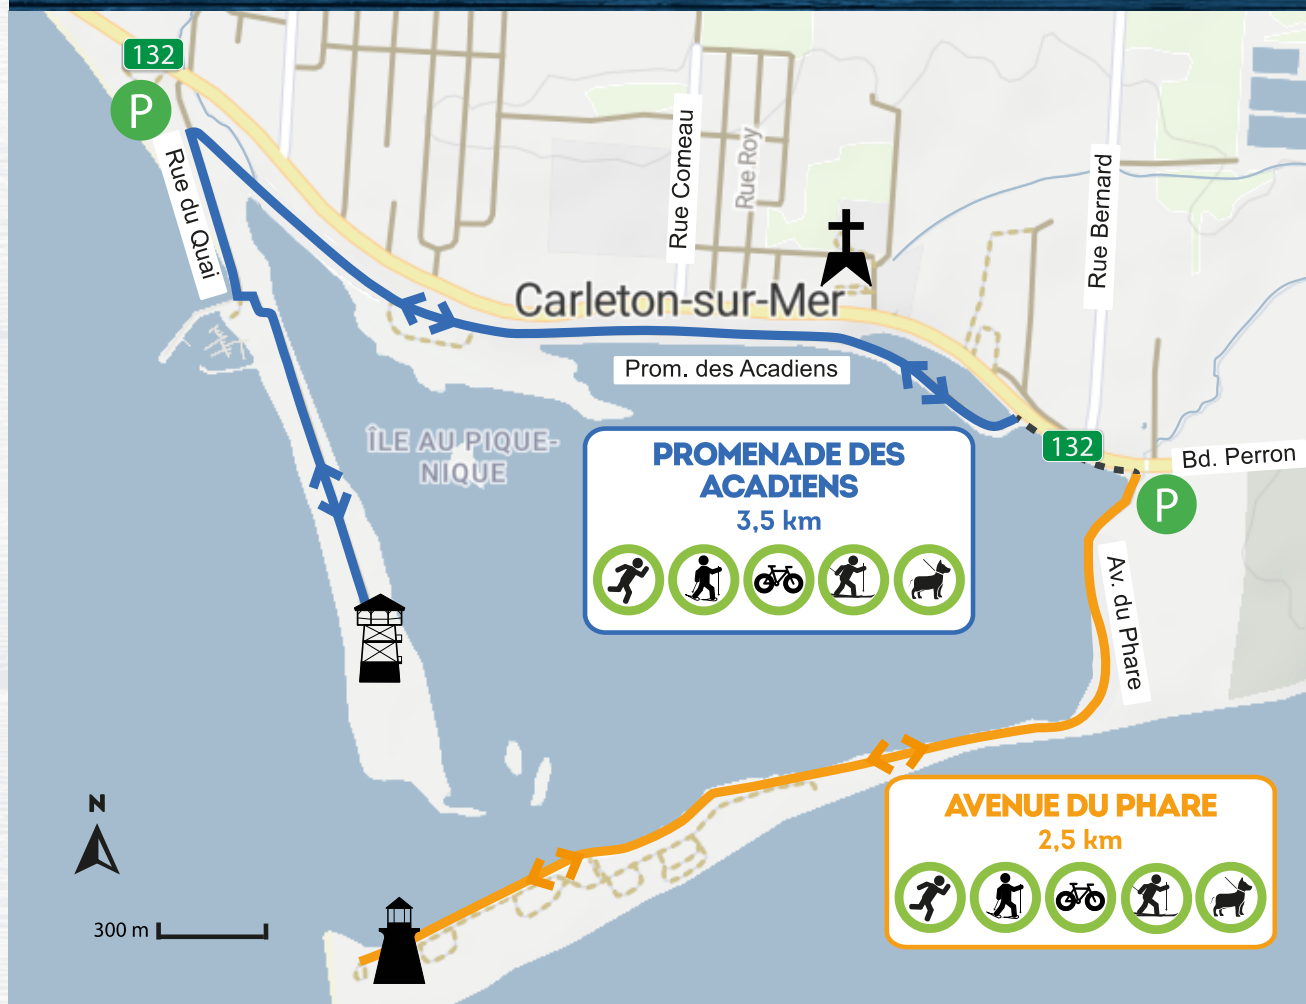 132
P
Rue du Quai
Rue Comeau
Rue Roy
Rue Bernard
Carleton-sur-Mer
Prom. des Acadiens
ÎLE AU PIQUE-
NIQUE
132
Bd. Perron
P
PROMENADE DES
ACADIENS
3,5 km
Av. du Phare
AVENUE DU PHARE
2,5 km
N
300 m